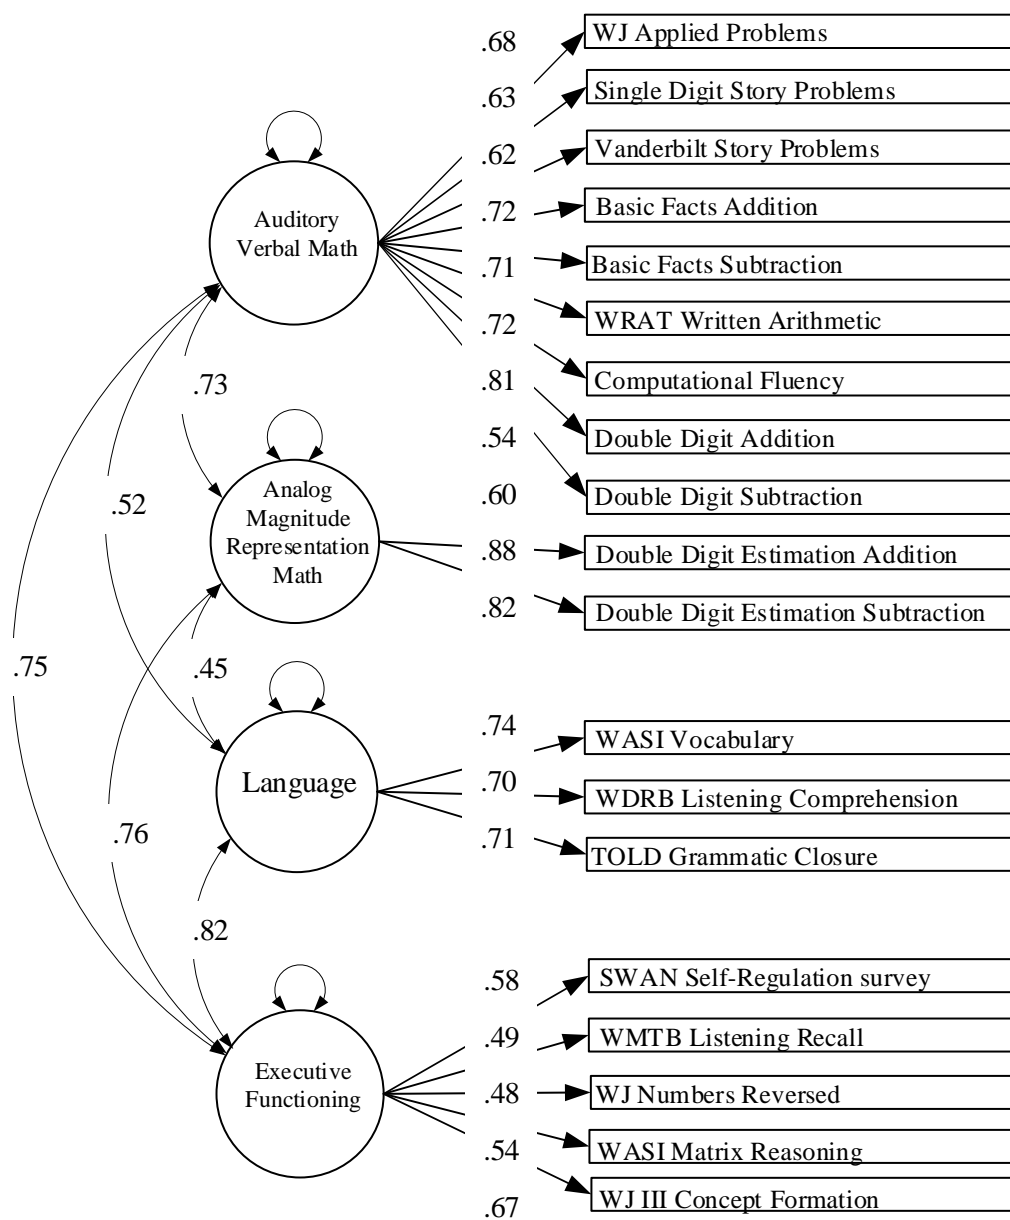 .68
WJ Applied Problems
.63
Single Digit Story Problems
.62
Vanderbilt Story Problems
.72
Basic Facts Addition
Auditory
Verbal Math
.71
Basic Facts Subtraction
.72
WRAT Written Arithmetic
.73
.81
Computational Fluency
.54
Double Digit Addition
Analog
Magnitude
Representation
Math
.52
.60
Double Digit Subtraction
.88
Double Digit Estimation Addition
.82
Double Digit Estimation Subtraction
.75
.45
.74
WASI Vocabulary
Language
.70
WDRB Listening Comprehension
.76
.71
TOLD Grammatic Closure
.82
.58
SWAN Self-Regulation survey
.49
WMTB Listening Recall
Executive
Functioning
.48
WJ Numbers Reversed
.54
WASI Matrix Reasoning
.67
WJ III Concept Formation